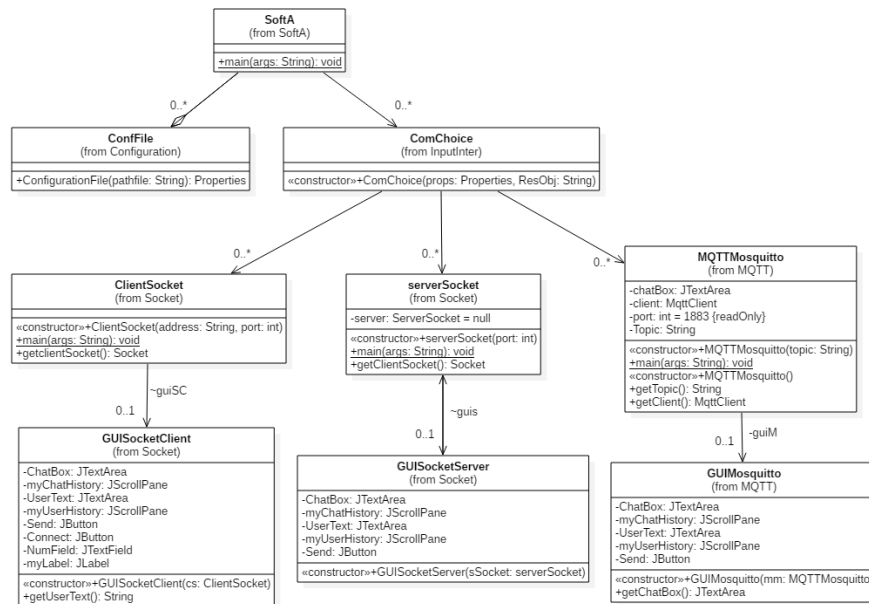 SoftA
(from SoftA)
+main(args: String): void
0..*
0..*
ConfFile
(from Configuration)
+ConfigurationFile(pathfile: String): Properties
ComChoice
(from InputInter)
«constructor»+ComChoice(props: Properties, ResObj: String)
0..*
0..*
0..*
ClientSocket
(from Socket)
«constructor»+ClientSocket(address: String, port: int)
+main(args: String): void
+getclientSocket(): Socket
serverSocket
(from Socket)
-server: ServerSocket = null
«constructor»+serverSocket(port: int)
+main(args: String): void
+getClientSocket(): Socket
MQTTMosquitto
(from MQTT)
-chatBox: JTextArea
-client: MqttClient
-port: int = 1883 {readOnly}
-Topic: String
«constructor»+MQTTMosquitto(topic: String)
+main(args: String): void
«constructor»+MQTTMosquitto()
+getTopic(): String
+getClient(): MqttClient
~guiSC
0..1
~guis
0..1
-guiM
0..1
GUISocketClient
(from Socket)
-ChatBox: JTextArea
-myChatHistory: JScrollPane
-UserText: JTextArea
-myUserHistory: JScrollPane
-Send: JButton
-Connect: JButton
-NumField: JTextField
-myLabel: JLabel
«constructor»+GUISocketClient(cs: ClientSocket)
+getUserText(): String
GUISocketServer
(from Socket)
-ChatBox: JTextArea
-myChatHistory: JScrollPane
-UserText: JTextArea
-myUserHistory: JScrollPane
-Send: JButton
«constructor»+GUISocketServer(sSocket: serverSocket)
GUIMosquitto
(from MQTT)
-ChatBox: JTextArea
-myChatHistory: JScrollPane
-UserText: JTextArea
-myUserHistory: JScrollPane
-Send: JButton
«constructor»+GUIMosquitto(mm: MQTTMosquitto
+getChatBox(): JTextArea